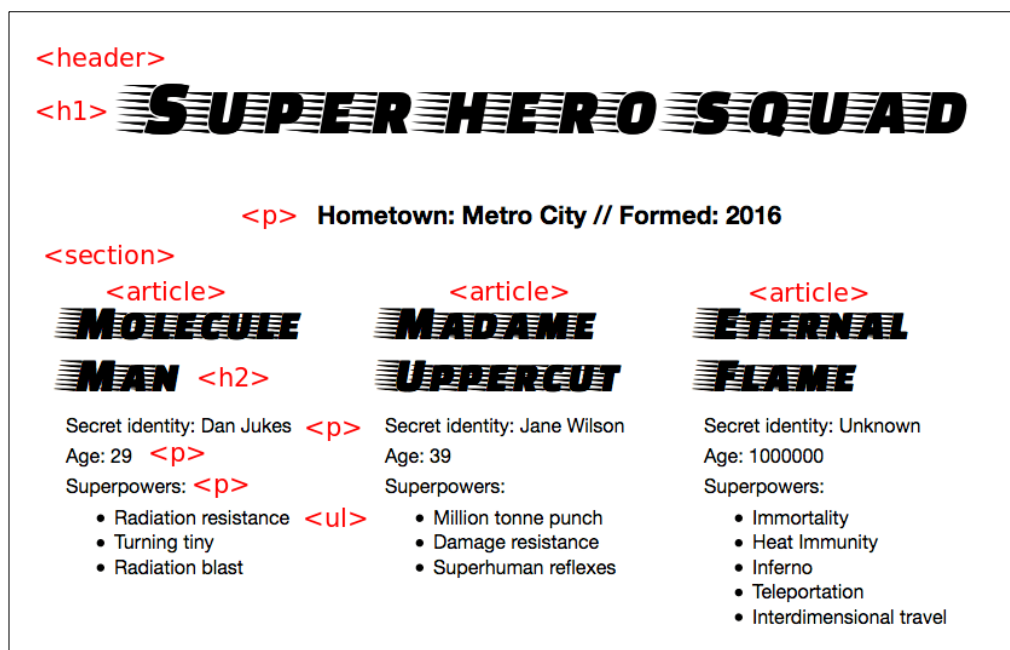 <header>
<h1> SUPER HERO SQUAD
<p> Hometown: Metro City // Formed: 2016
<section>
<article> <article> <article>
MOLECULE MADAME ETERNAL
MAN <h2> UPPERCUT FLAME
Secret identity: Dan Jukes <p> Secret identity: Jane Wilson Secret identity: Unknown
Age: 29 <p> Age: 39 Age: 1000000
Superpowers: <p> Superpowers: Superpowers:
• Radiation resistance <ul> • Million tonne punch • Immortality
• Turning tiny • Damage resistance • Heat Immunity
• Radiation blast • Superhuman reflexes • Inferno
• Teleportation
• Interdimensional travel